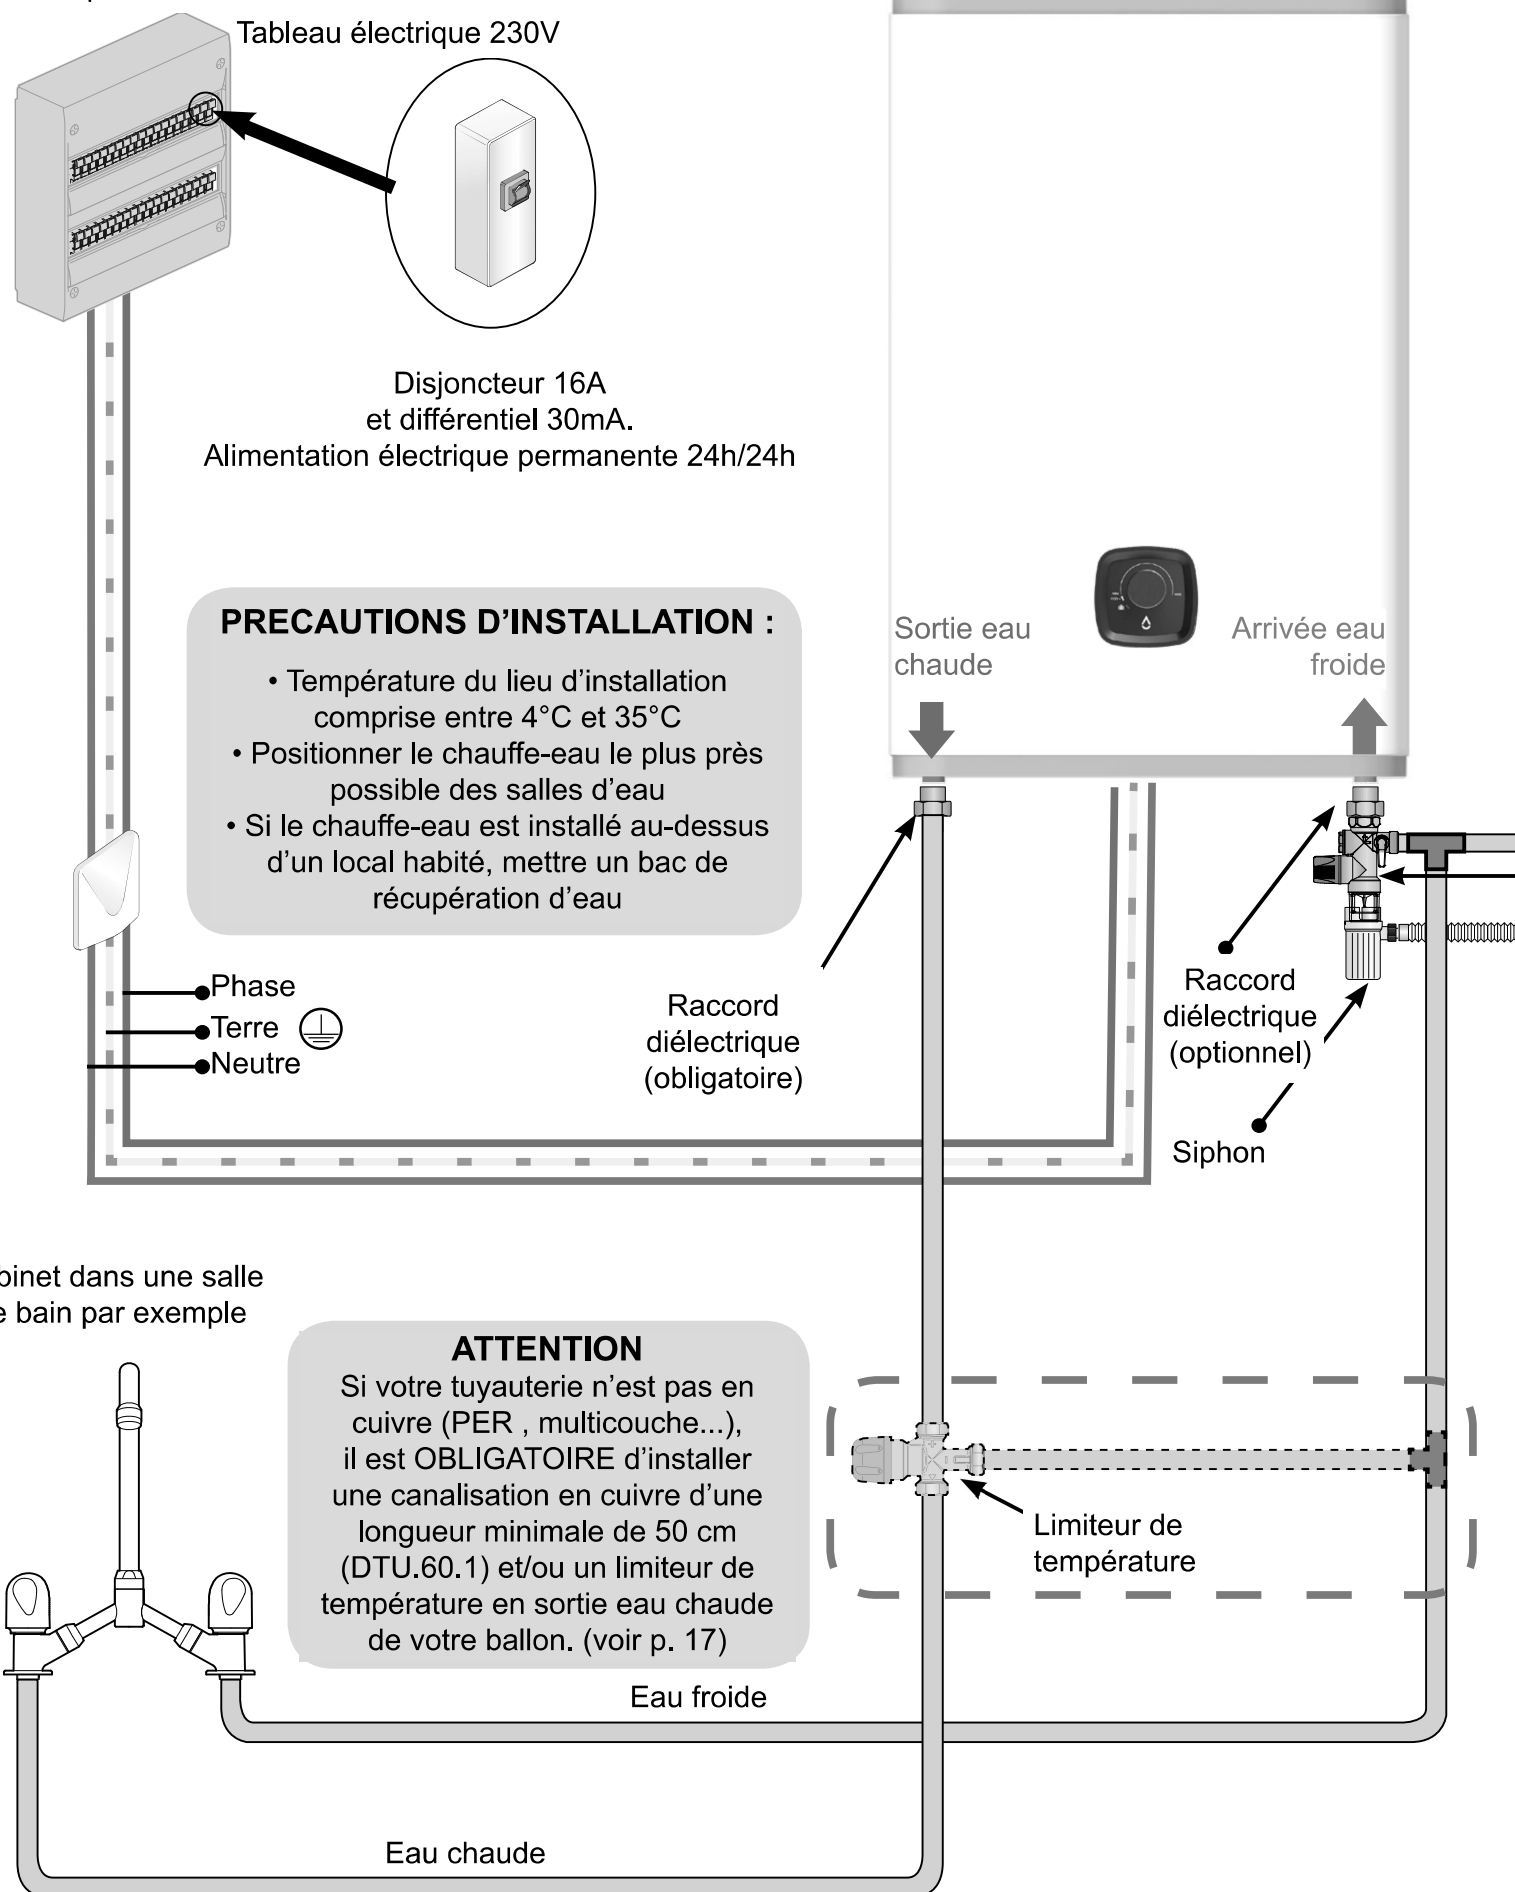 Tableau électrique 230V
Disjoncteur 16A
et différentiel 30mA.
Alimentation électrique permanente 24h/24h
PRECAUTIONS D’INSTALLATION :
• Température du lieu d’installation
comprise entre 4°C et 35°C
• Positionner le chauffe-eau le plus près
possible des salles d’eau
• Si le chauffe-eau est installé au-dessus
d’un local habité, mettre un bac de
récupération d’eau
Sortie eau
chaude
Arrivée eau
froide
Phase
Terre
Neutre
Raccord
diélectrique
(obligatoire)
Raccord
diélectrique
(optionnel)
Siphon
binet dans une salle
e bain par exemple
ATTENTION
Si votre tuyauterie n’est pas en
cuivre (PER , multicouche...),
il est OBLIGATOIRE d’installer
une canalisation en cuivre d’une
longueur minimale de 50 cm
(DTU.60.1) et/ou un limiteur de
température en sortie eau chaude
de votre ballon. (voir p. 17)
Limiteur de
température
Eau froide
Eau chaude